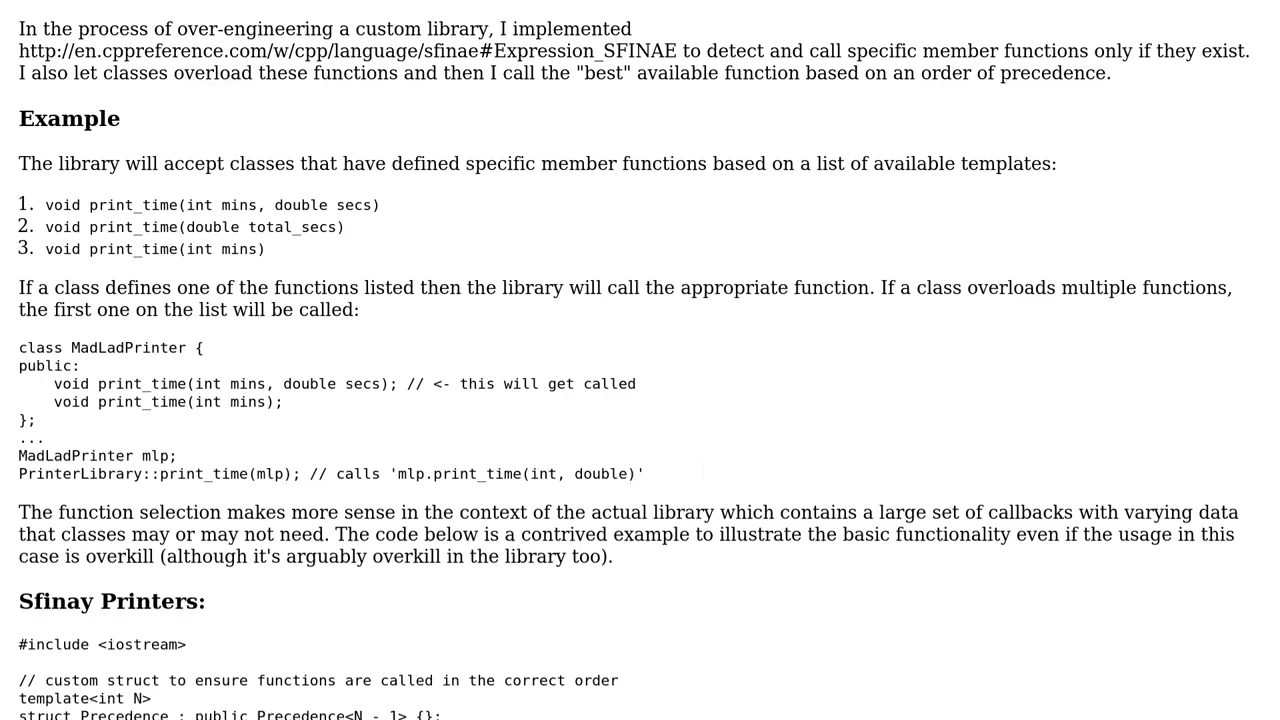 In the process of over-engineering a custom library, I implemented
http://en.cppreference.com/w/cpp/language/sfinae#Expression_SFINAE to detect and call specific member functions only if they exist.
I also let classes overload these functions and then I call the "best" available function based on an order of precedence.
Example
The library will accept classes that have defined specific member functions based on a list of available templates:
1. void print_time(int mins, double secs)
2. void print_time(double total_secs)
3. void print_time(int mins)
If a class defines one of the functions listed then the library will call the appropriate function. If a class overloads multiple functions,
the first one on the list will be called:
class MadLadPrinter {
public:
    void print_time(int mins, double secs); // <- this will get called
    void print_time(int mins);
};
...
MadLadPrinter mlp;
PrinterLibrary::print_time(mlp); // calls 'mlp.print_time(int, double)'
The function selection makes more sense in the context of the actual library which contains a large set of callbacks with varying data
that classes may or may not need. The code below is a contrived example to illustrate the basic functionality even if the usage in this
case is overkill (although it's arguably overkill in the library too).
Sfinay Printers:
#include <iostream>
// custom struct to ensure functions are called in the correct order
template<int N>
struct Precedence : public Precedence<N - 1> {};